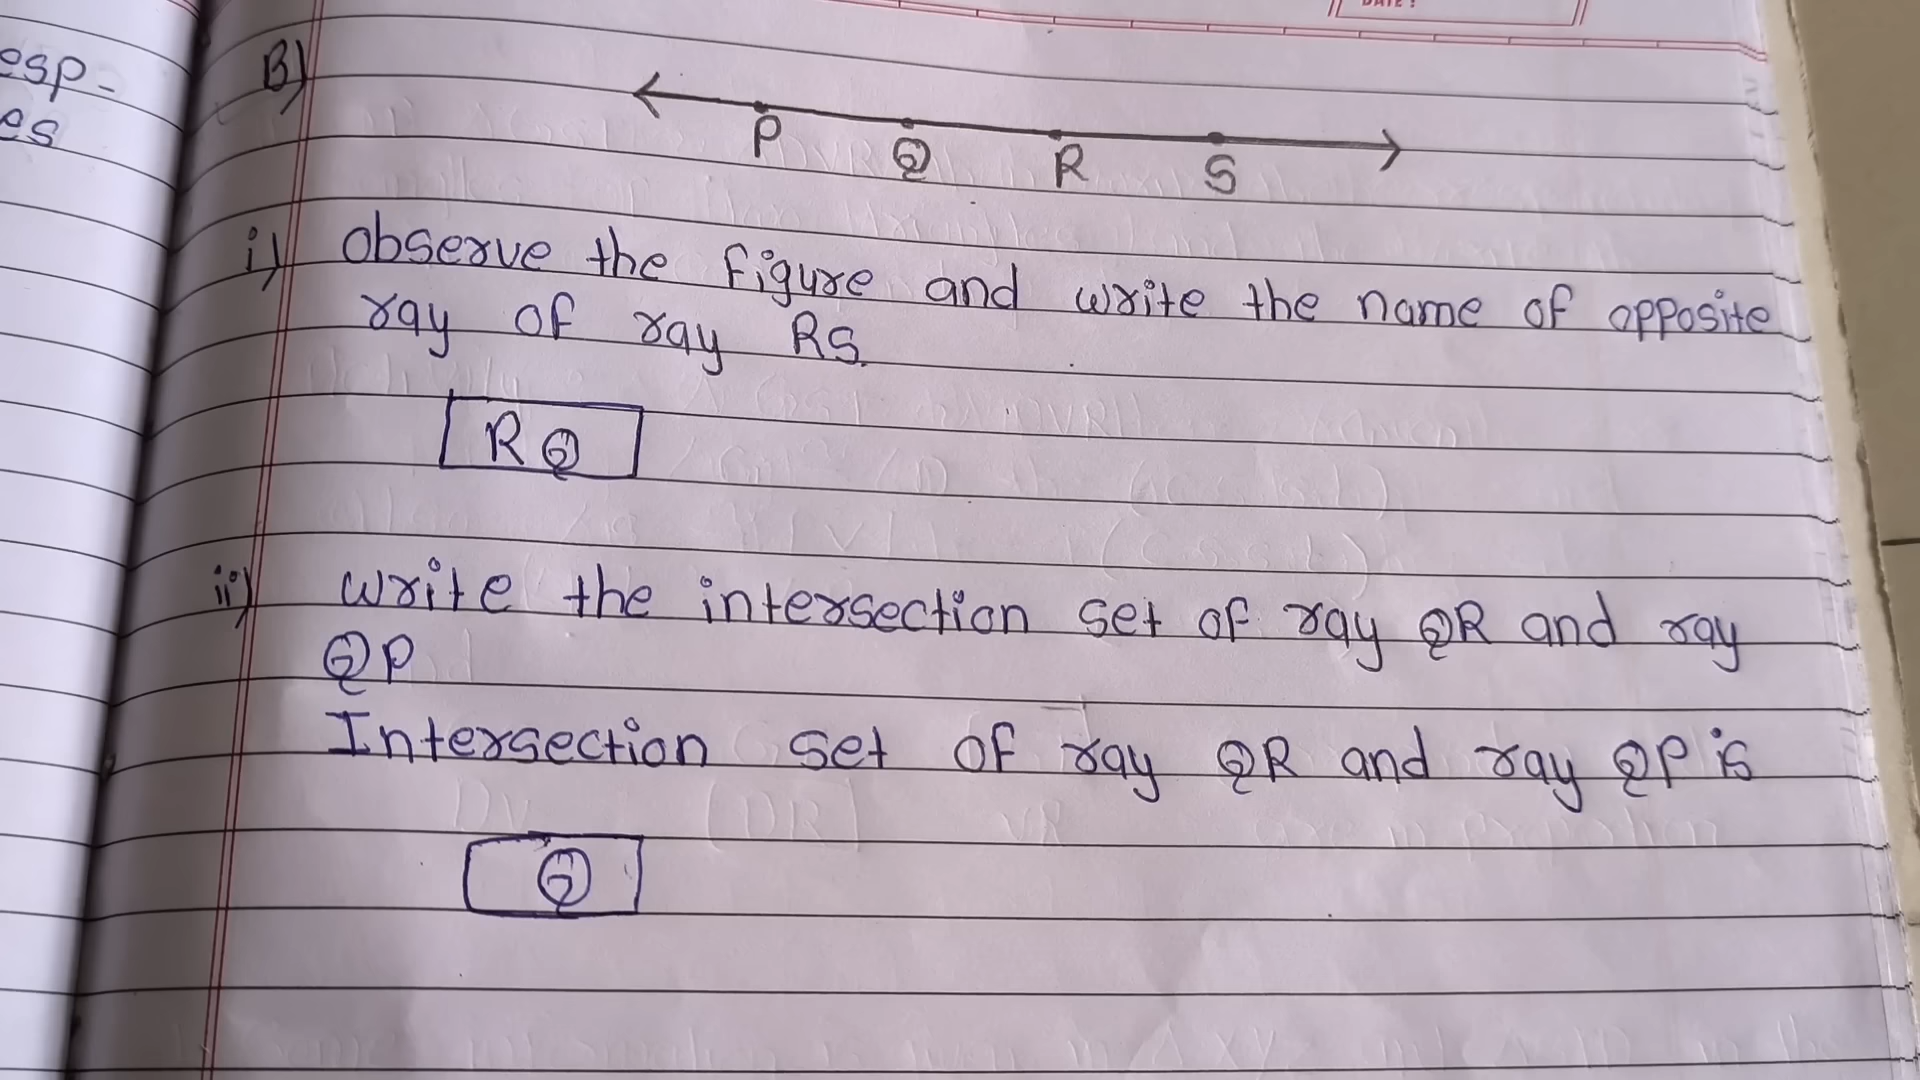 DATE:
esp-
es
B)
P Q R S
i) observe the figure and write the name of opposite
ray of ray RS.
RQ
ii) write the intersection set of ray QR and ray
QP
Intersection set of ray QR and ray QP is
Q